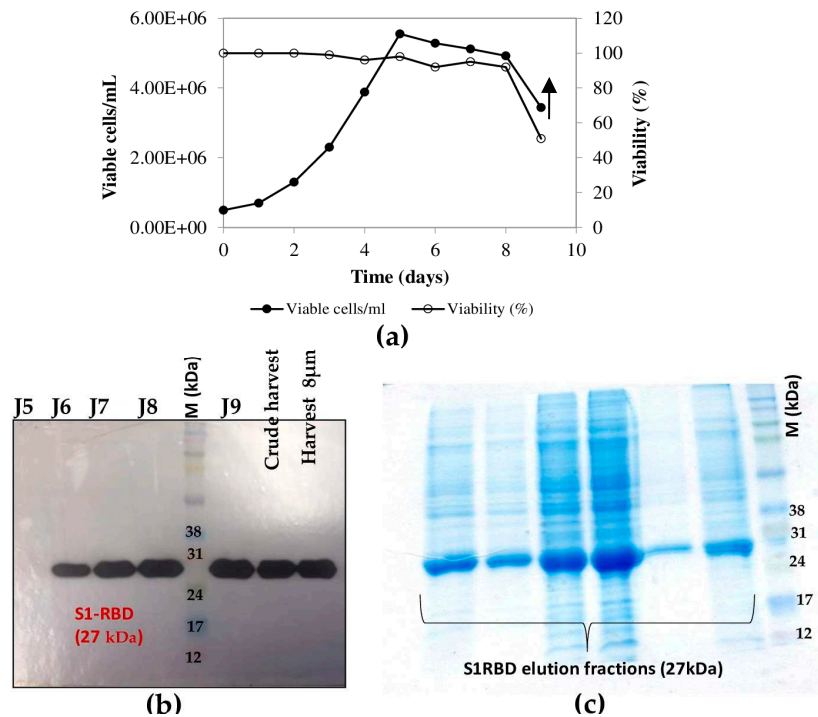 6.00E+06
4.00E+06
2.00E+06
0.00E+00
Viable cells/mL
120
100
80
60
40
20
0
Viability (%)
0 2 4 6 8 10
Time (days)
Viable cells/ml Viability (%)
(a)
J5 J6 J7 J8 M (kDa) J9 Crude harvest Harvest 8µm
38
31
24
17
12
S1-RBD
(27 kDa)
(b)
M (kDa)
38
31
24
17
12
S1RBD elution fractions (27kDa)
(c)